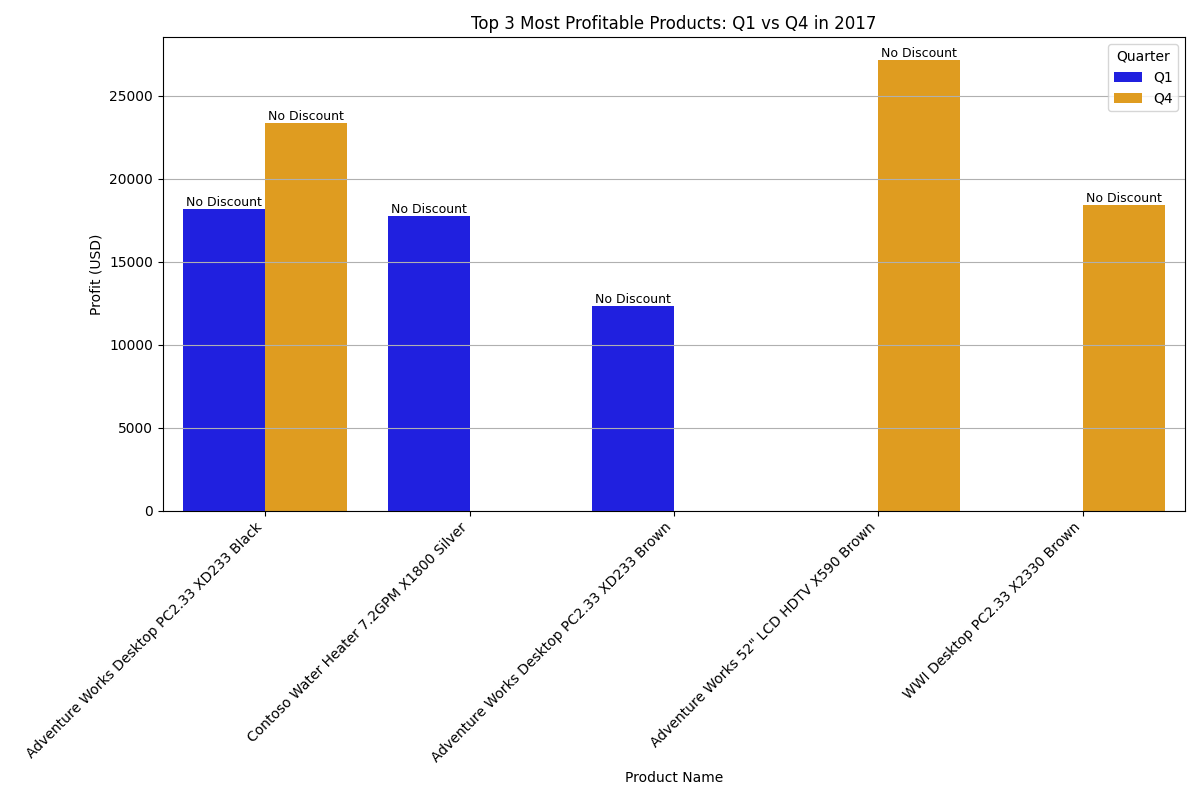 Top 3 Most Profitable Products: Q1 vs Q4 in 2017
Quarter
Q1
Q4
No Discount
No Discount
No Discount
No Discount
No Discount
No Discount
Profit (USD)
25000
20000
15000
10000
5000
0
Adventure Works Desktop PC2.33 XD233 Black
Contoso Water Heater 7.2GPM X1800 Silver
Adventure Works Desktop PC2.33 XD233 Brown
Adventure Works 52" LCD HDTV X590 Brown
WWI Desktop PC2.33 X2330 Brown
Product Name